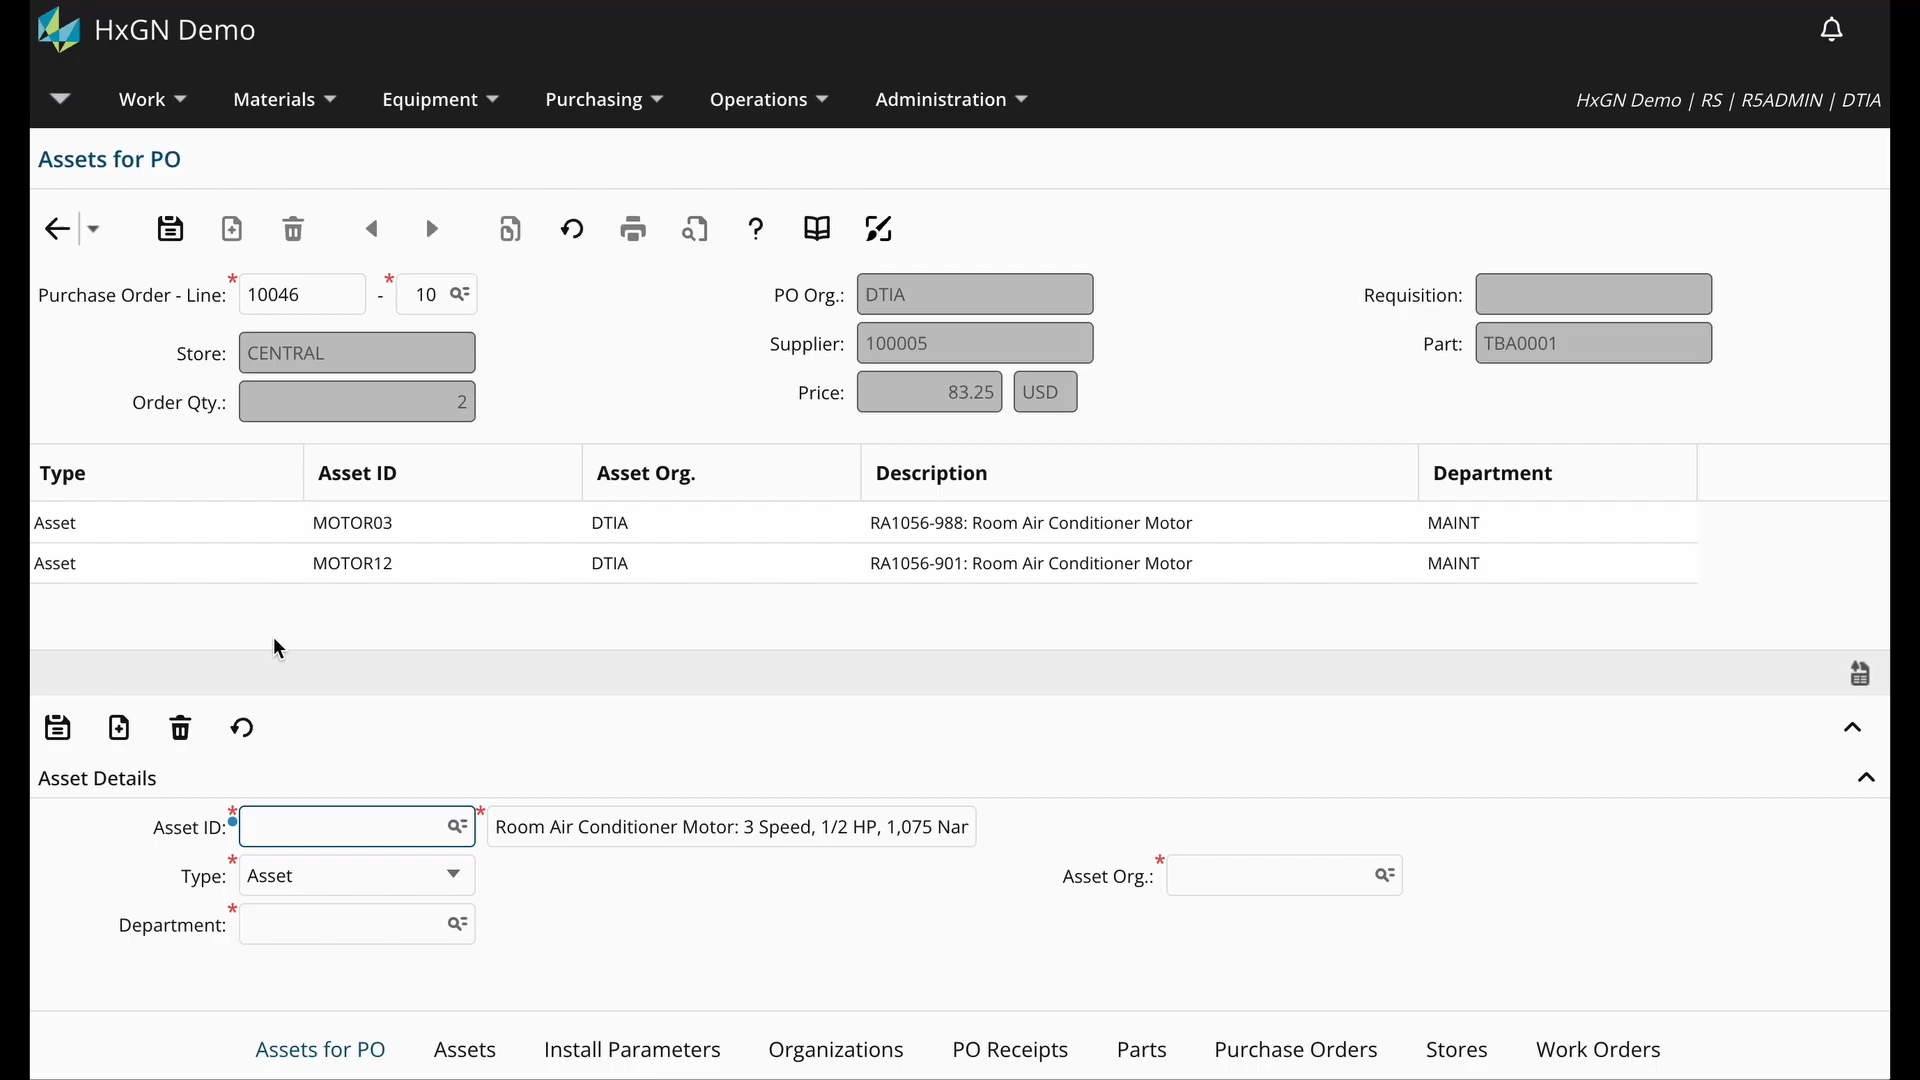 HxGN Demo
Work Materials Equipment Purchasing Operations Administration HxGN Demo | RS | R5ADMIN | DTIA
Assets for PO
Purchase Order - Line: * 10046 - * 10 PO Org.: DTIA Requisition:
Store: CENTRAL Supplier: 100005 Part: TBA0001
Order Qty.: 2 Price: 83.25 USD
Type Asset ID Asset Org. Description Department
Asset MOTOR03 DTIA RA1056-988: Room Air Conditioner Motor MAINT
Asset MOTOR12 DTIA RA1056-901: Room Air Conditioner Motor MAINT
Asset Details
Asset ID: * * Room Air Conditioner Motor: 3 Speed, 1/2 HP, 1,075 Nar
Type: * Asset Asset Org.: *
Department: *
Assets for PO Assets Install Parameters Organizations PO Receipts Parts Purchase Orders Stores Work Orders